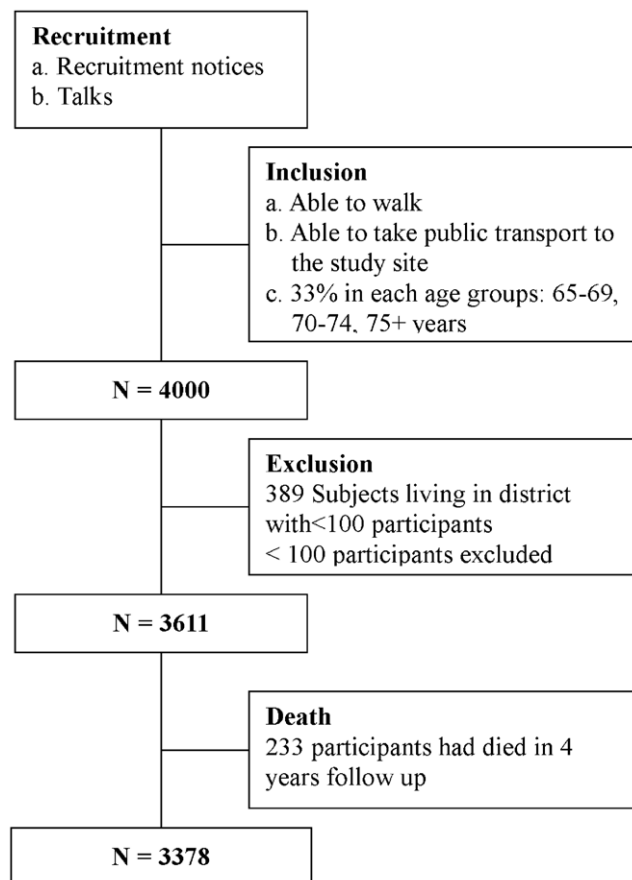 Recruitment
a. Recruitment notices
b. Talks
Inclusion
a. Able to walk
b. Able to take public transport to
the study site
c. 33% in each age groups: 65-69,
70-74, 75+ years
N = 4000
Exclusion
389 Subjects living in district
with<100 participants
< 100 participants excluded
N = 3611
Death
233 participants had died in 4
years follow up
N = 3378